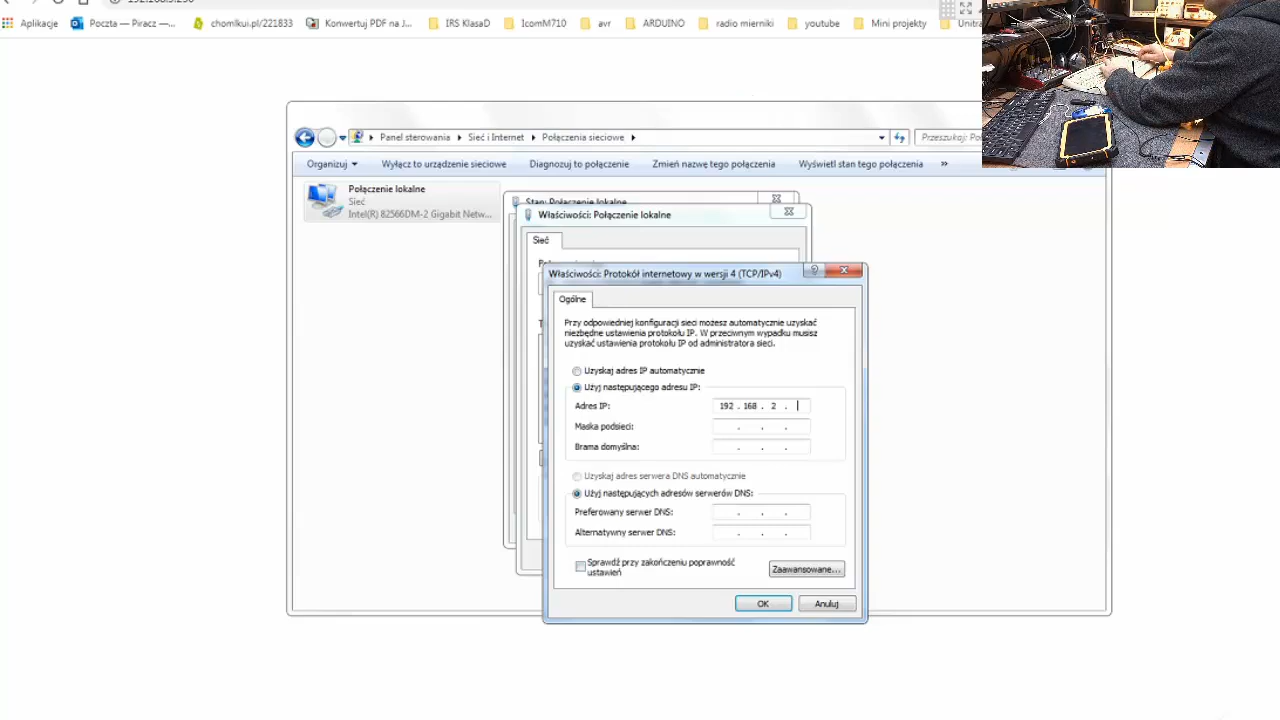 Aplikacje Poczta — Piracz —... chomikuj.pl/221833 Konwertuj PDF na J... IRS KlasaD IcomM710 avr ARDUINO radio mierniki youtube Mini projekty Unitra
Panel sterowania Sieć i Internet Połączenia sieciowe Przeszukaj: Po
Organizuj Wyłącz to urządzenie sieciowe Diagnozuj to połączenie Zmień nazwę tego połączenia Wyświetl stan tego połączenia »
Połączenie lokalne
Sieć
Intel(R) 82566DM-2 Gigabit Netw...
Stan: Połączenie lokalne
Właściwości: Połączenie lokalne
Sieć
Właściwości: Protokół internetowy w wersji 4 (TCP/IPv4)
Ogólne
Przy odpowiedniej konfiguracji sieci możesz automatycznie uzyskać
niezbędne ustawienia protokołu IP. W przeciwnym wypadku musisz
uzyskać ustawienia protokołu IP od administratora sieci.
Uzyskaj adres IP automatycznie
Użyj następującego adresu IP:
Adres IP: 192 . 168 . 2 .
Maska podsieci: . . .
Brama domyślna: . . .
Uzyskaj adres serwera DNS automatycznie
Użyj następujących adresów serwerów DNS:
Preferowany serwer DNS: . . .
Alternatywny serwer DNS: . . .
Sprawdź przy zakończeniu poprawność
ustawień
Zaawansowane...
OK Anuluj